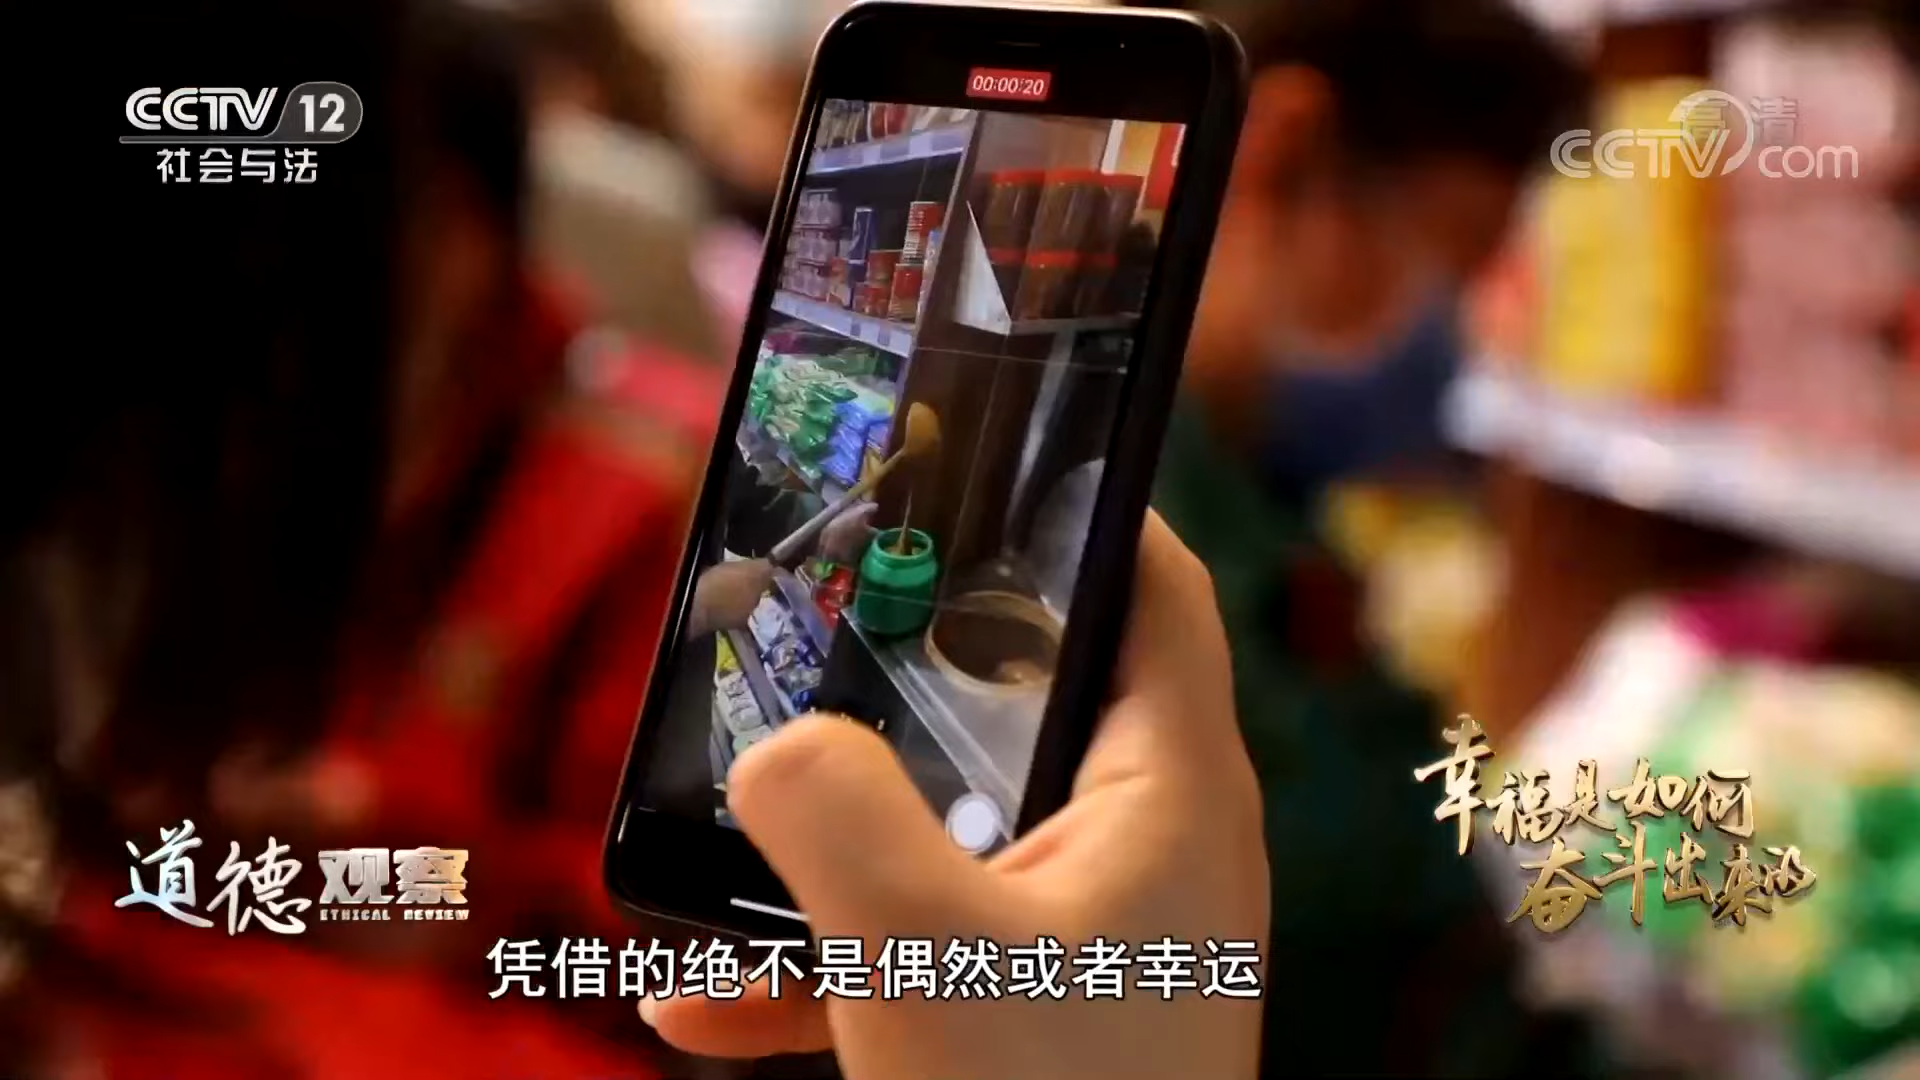 00:00:20
CCTV 12
社会与法
高清
CCTV.com
幸福是如何
奋斗出来的
道德观察
ETHICAL REVIEW
凭借的绝不是偶然或者幸运